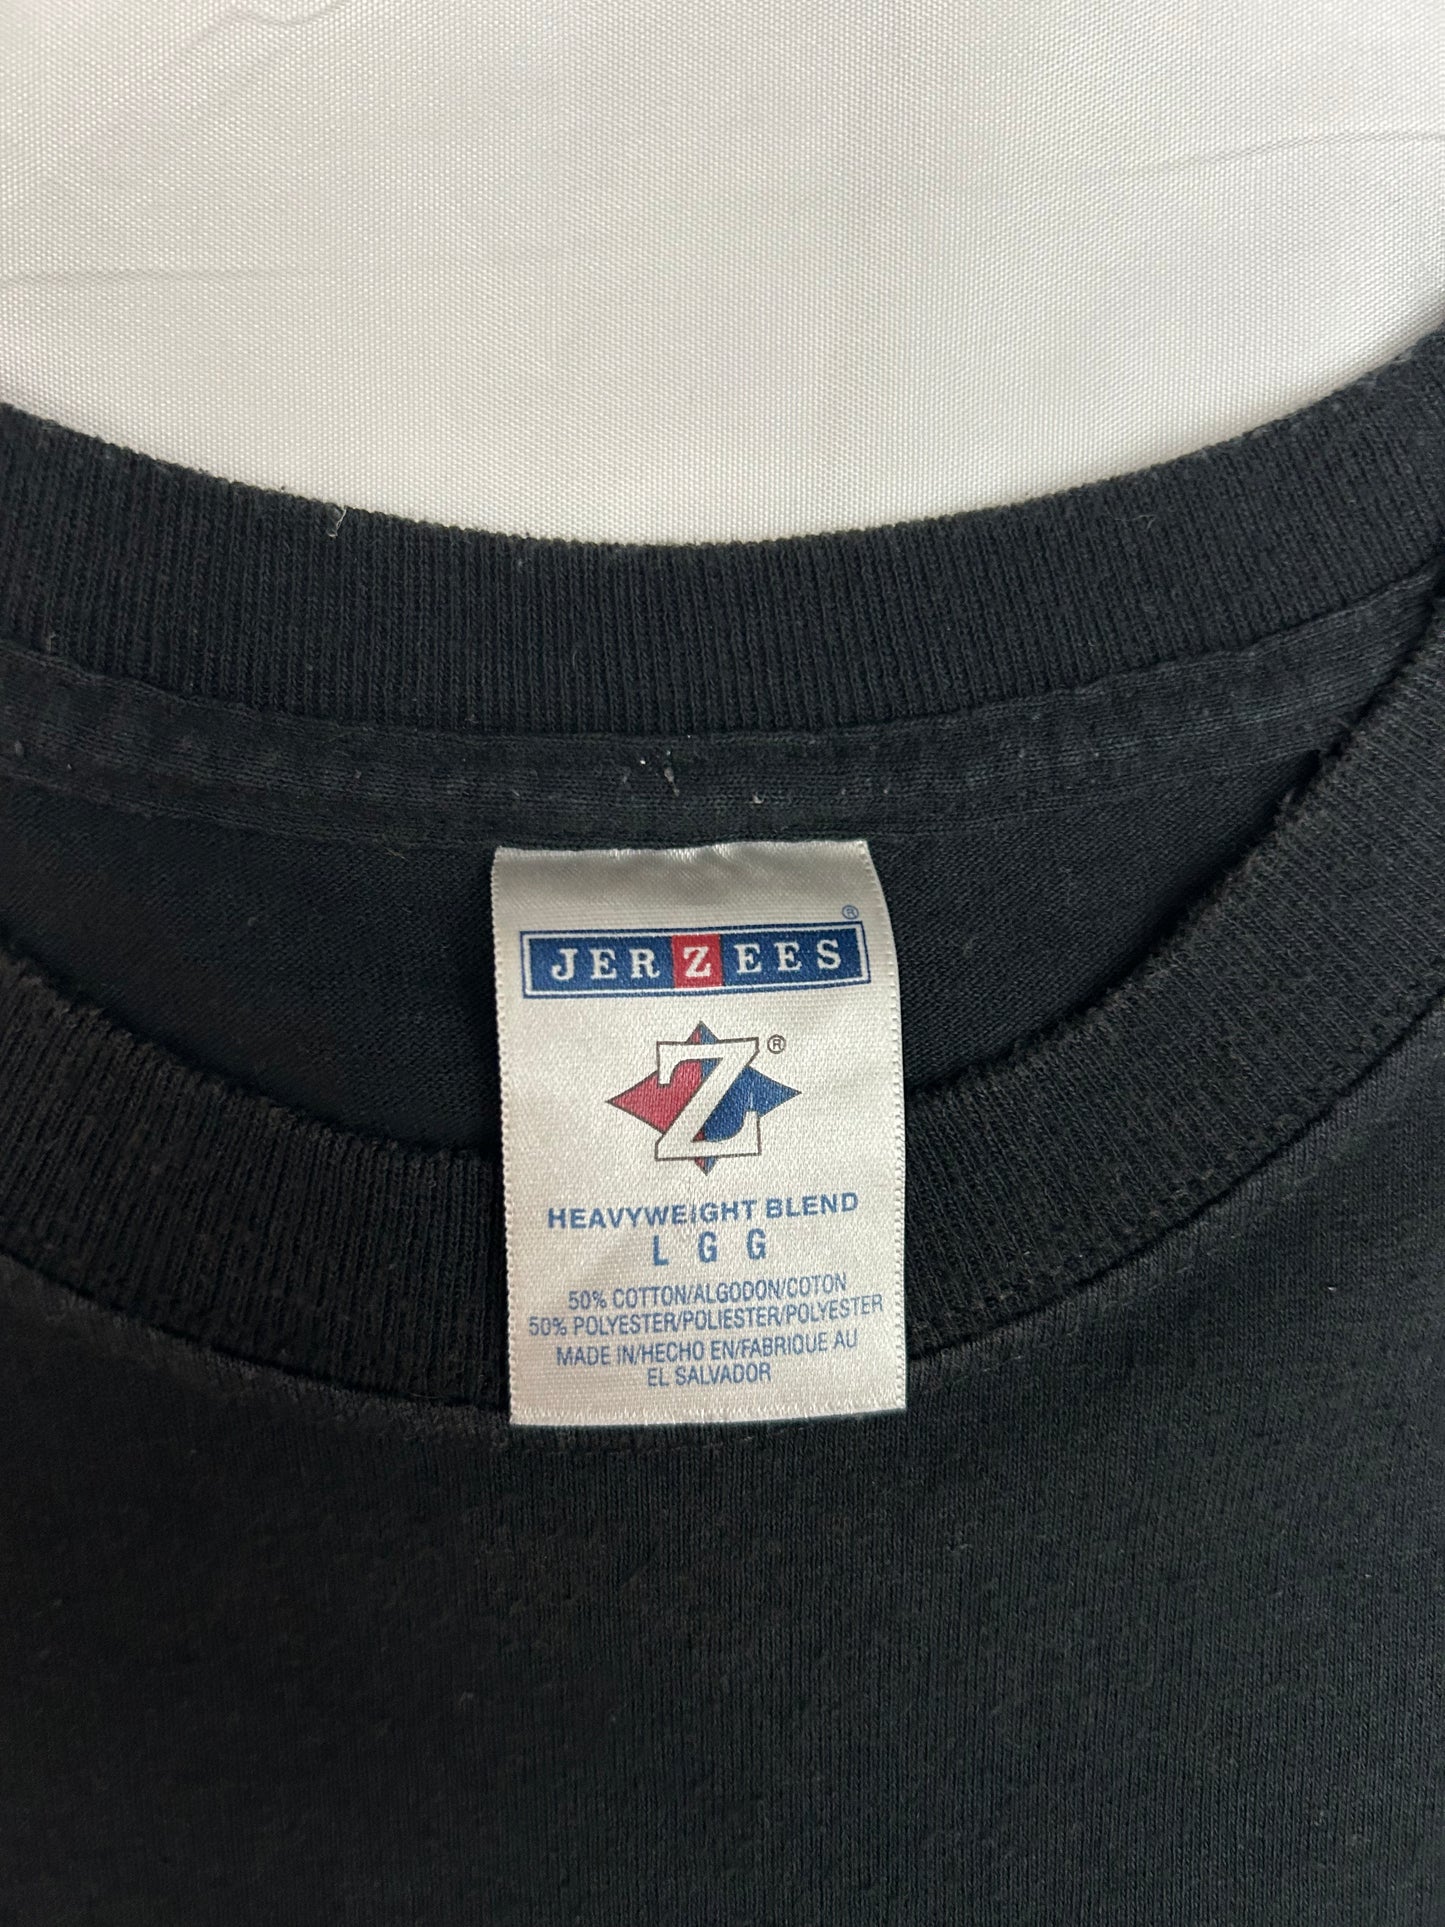 ®
JERZEES
Z®
HEAVYWEIGHT BLEND
L G G
50% COTTON/ALGODON/COTON
50% POLYESTER/POLIESTER/POLYESTER
MADE IN/HECHO EN/FABRIQUE AU
EL SALVADOR